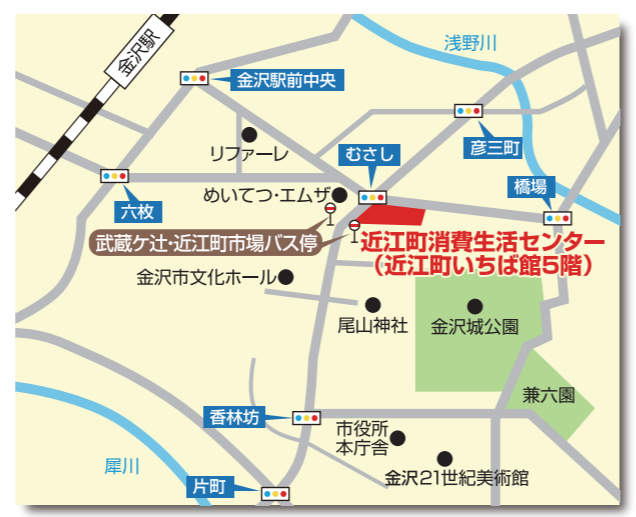 金沢駅
浅野川
金沢駅前中央
彦三町
リファーレ
むさし
橋場
六枚
めいてつ・エムザ
武蔵ケ辻・近江町市場バス停
近江町消費生活センター
（近江町いちば館5階）
金沢市文化ホール
尾山神社
金沢城公園
兼六園
香林坊
市役所
本庁舎
犀川
金沢21世紀美術館
片町